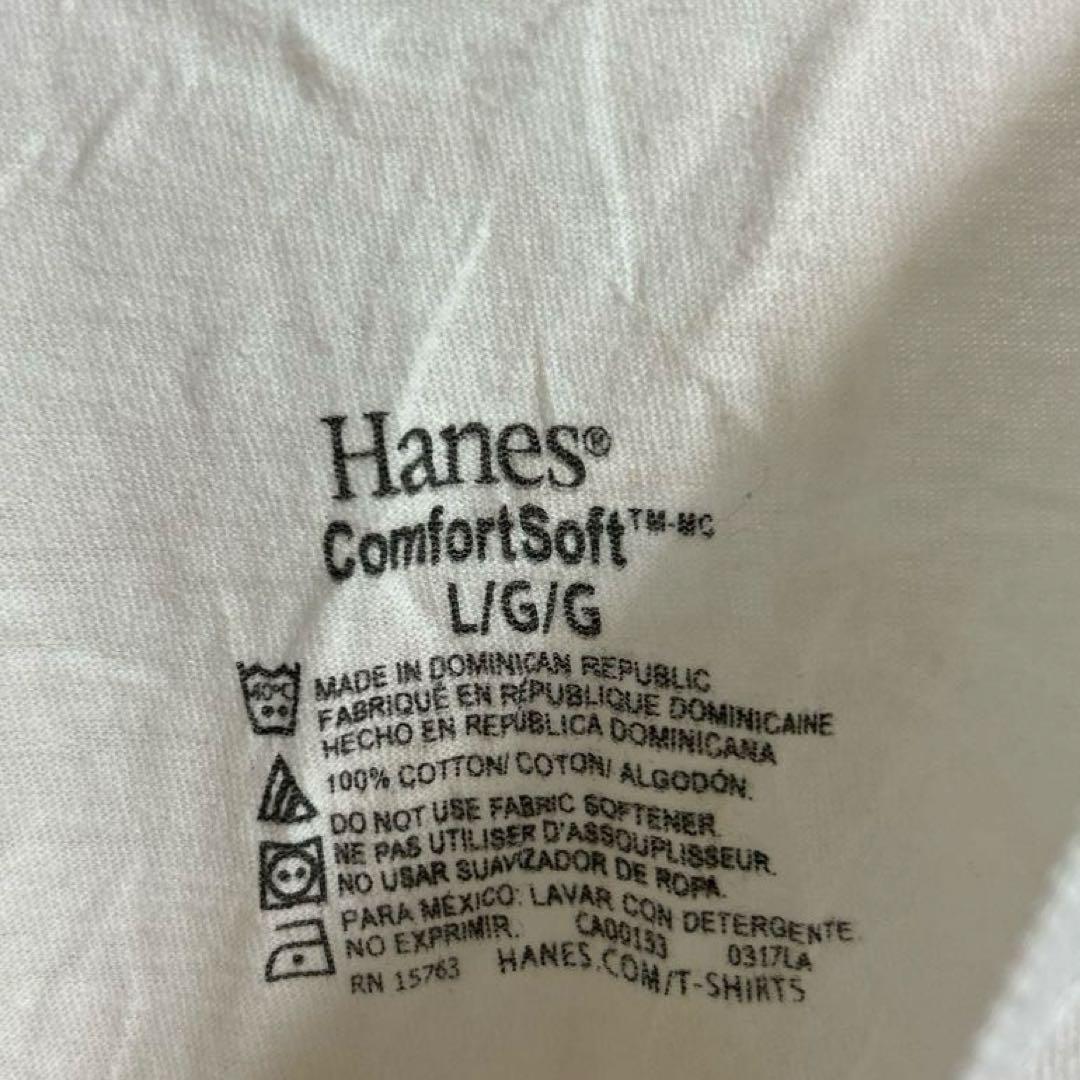 Hanes®
ComfortSoft™-MC
L/G/G
40°C
MADE IN DOMINICAN REPUBLIC
FABRIQUÉ EN RÉPUBLIQUE DOMINICAINE
HECHO EN REPÚBLICA DOMINICANA
100% COTTON/ COTON/ ALGODÓN.
DO NOT USE FABRIC SOFTENER.
NE PAS UTILISER D'ASSOUPLISSEUR.
NO USAR SUAVIZADOR DE ROPA.
PARA MÉXICO: LAVAR CON DETERGENTE.
NO EXPRIMIR. CA00153 0317LA
RN 15763 HANES.COM/T-SHIRTS